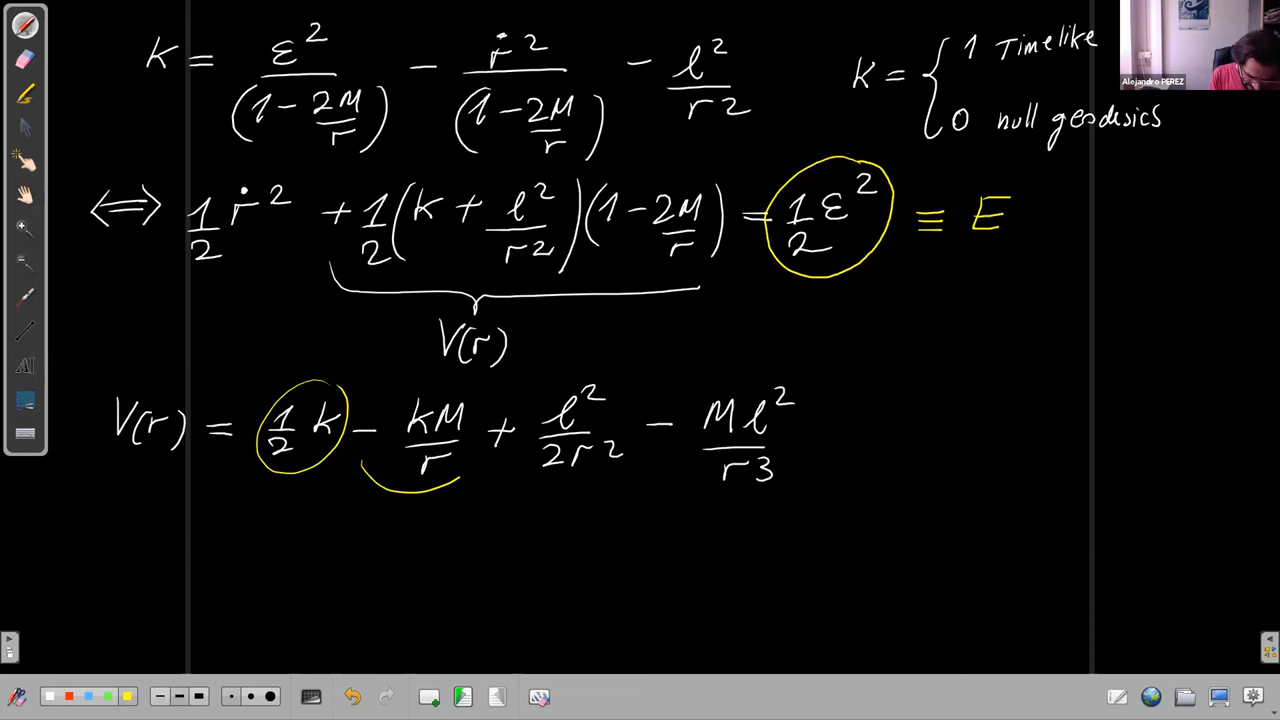 K = ε² / (1 - 2M/r) - ṙ² / (1 - 2M/r) - ℓ² / r²
K = { 1 Timelike
0 null geodesics
Alejandro PEREZ
⟺ 1/2 ṙ² + 1/2 (K + ℓ²/r²)(1 - 2M/r) = 1/2 ε² ≡ E
V(r)
V(r) = 1/2 K - KM/r + ℓ²/2r² - Mℓ²/r3